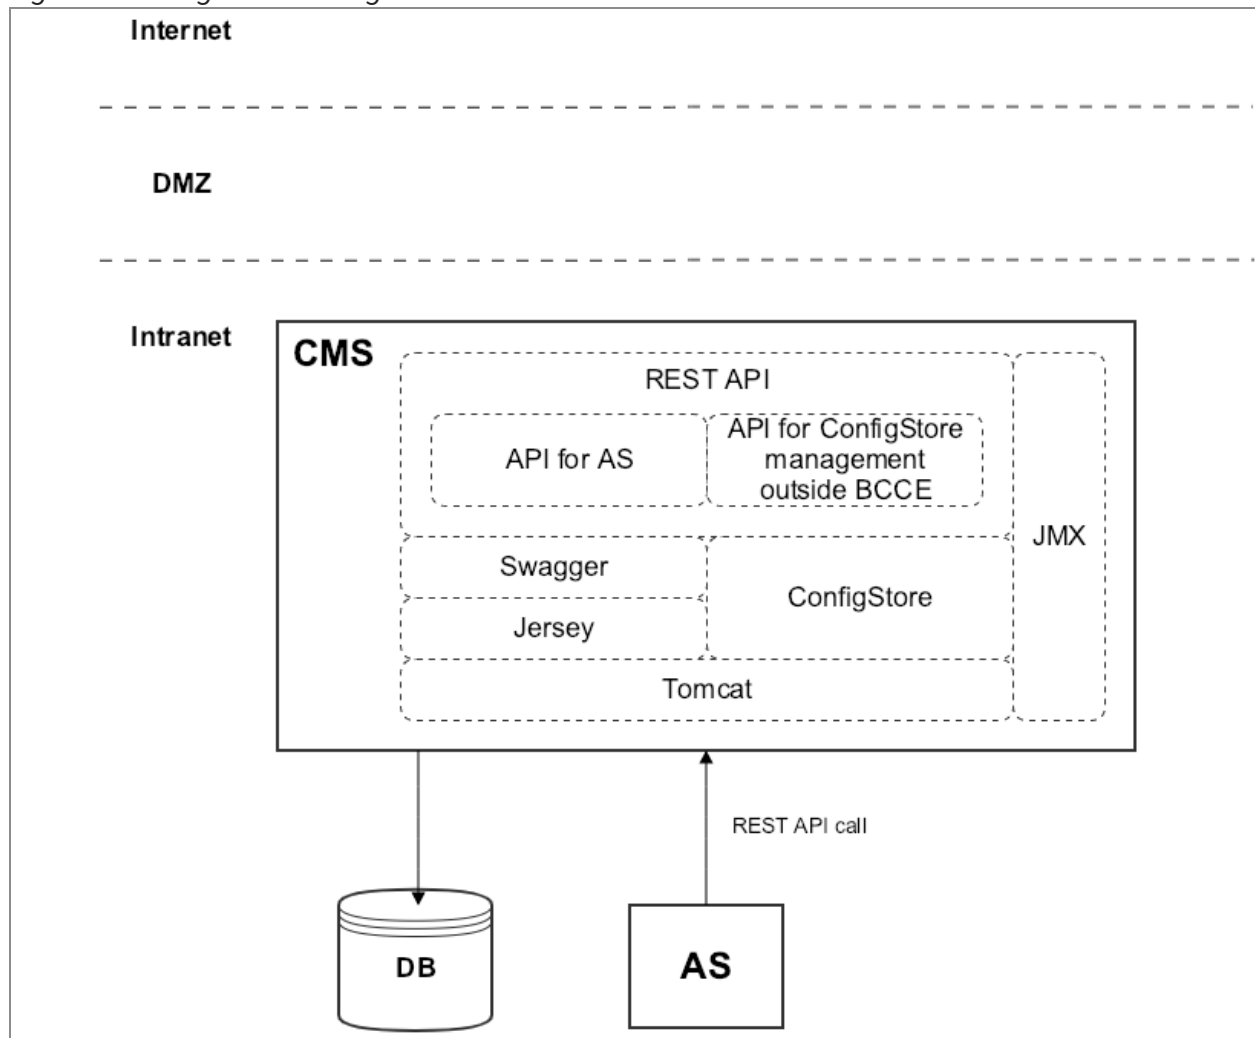 Internet
DMZ
Intranet
CMS
REST API
API for AS
API for ConfigStore
management
outside BCCE
JMX
Swagger
ConfigStore
Jersey
Tomcat
REST API call
DB
AS